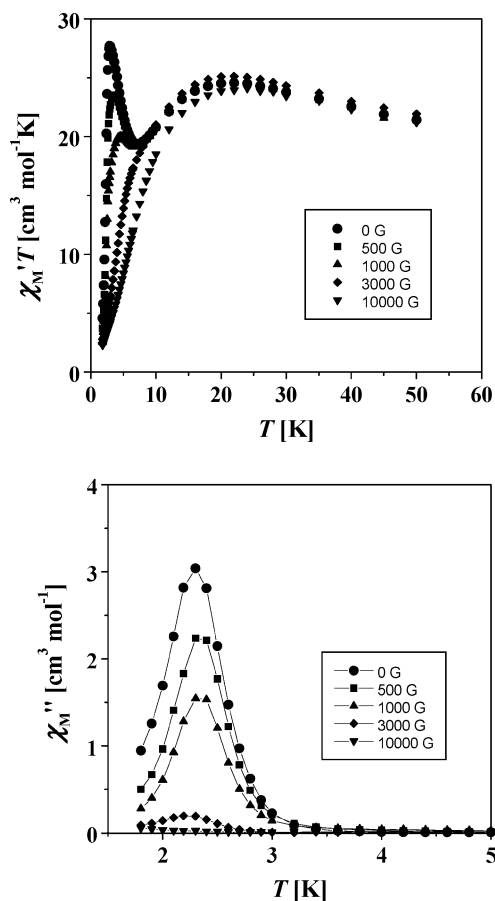 30
20
10
0
χM'T [cm³ mol⁻¹K]
0 G
500 G
1000 G
3000 G
10000 G
0 10 20 30 40 50 60
T [K]
4
3
2
1
0
χM'' [cm³ mol⁻¹]
0 G
500 G
1000 G
3000 G
10000 G
2 3 4 5
T [K]